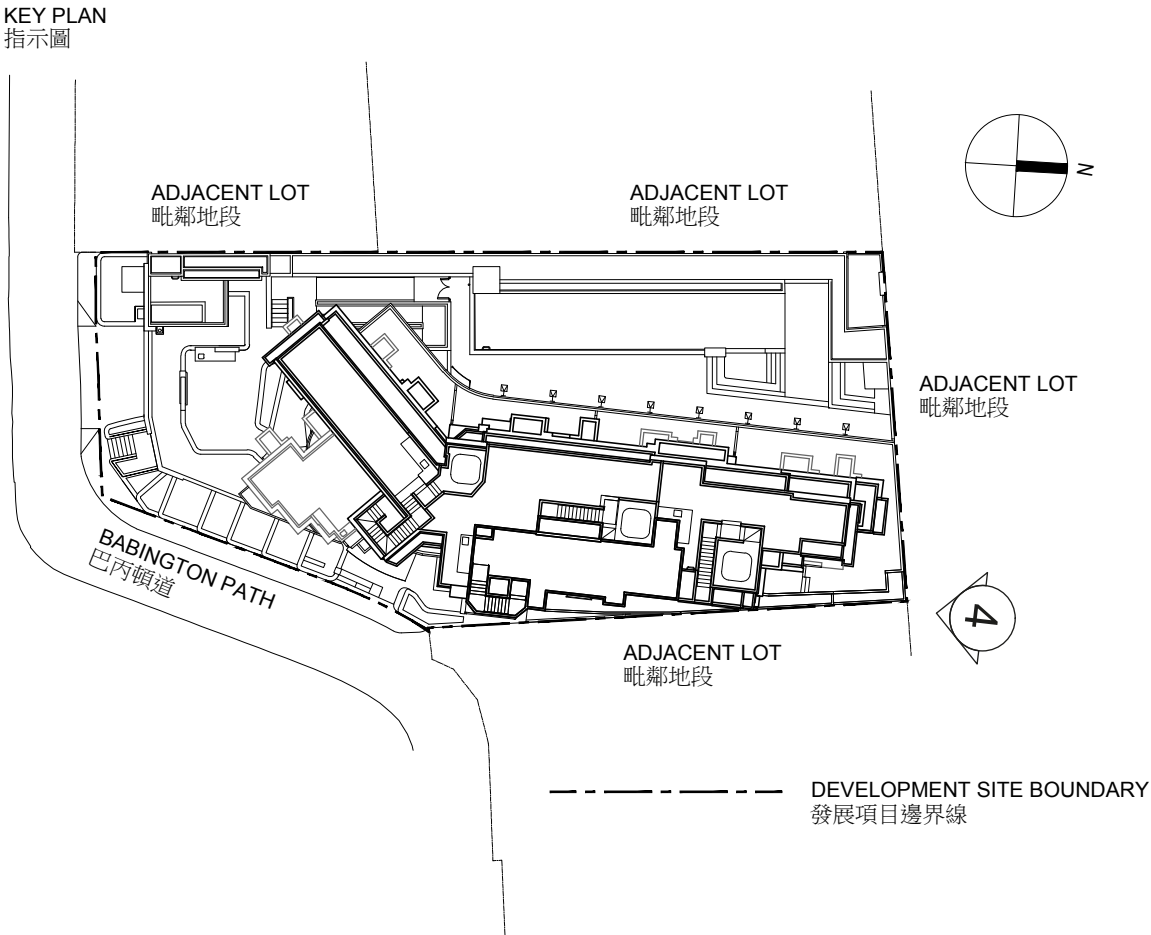 KEY PLAN
指示圖
ADJACENT LOT
毗鄰地段
ADJACENT LOT
毗鄰地段
N
ADJACENT LOT
毗鄰地段
BABINGTON PATH
巴丙頓道
4
ADJACENT LOT
毗鄰地段
DEVELOPMENT SITE BOUNDARY
發展項目邊界線